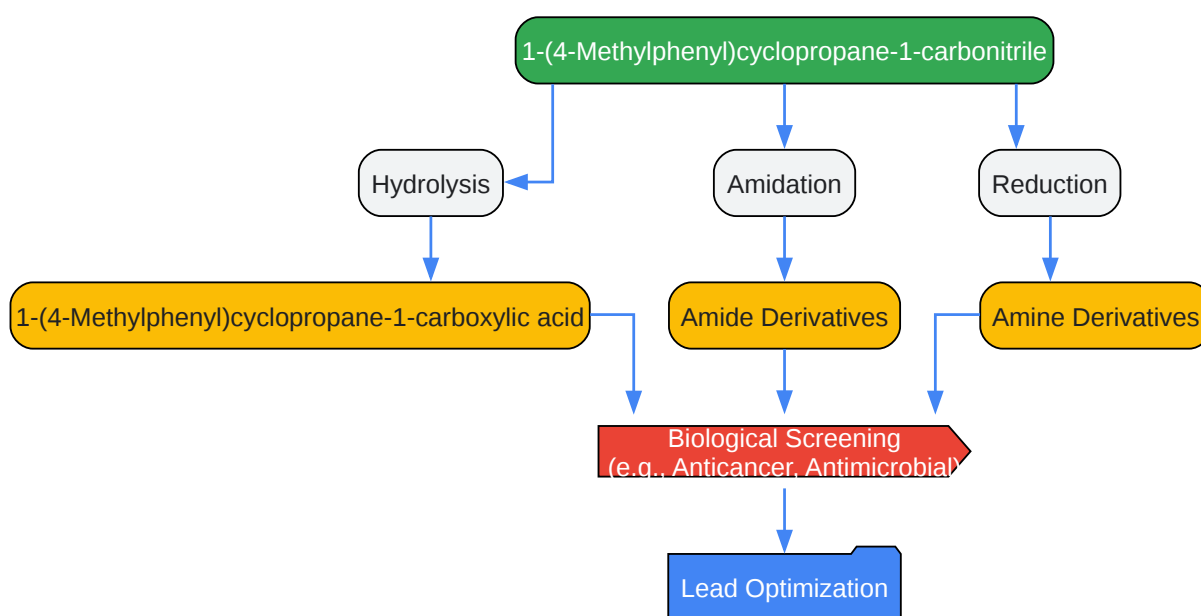 1-(4-Methylphenyl)cyclopropane-1-carbonitrile
Hydrolysis
Amidation
Reduction
1-(4-Methylphenyl)cyclopropane-1-carboxylic acid
Amide Derivatives
Amine Derivatives
Biological Screening
(e.g., Anticancer, Antimicrobial)
Lead Optimization